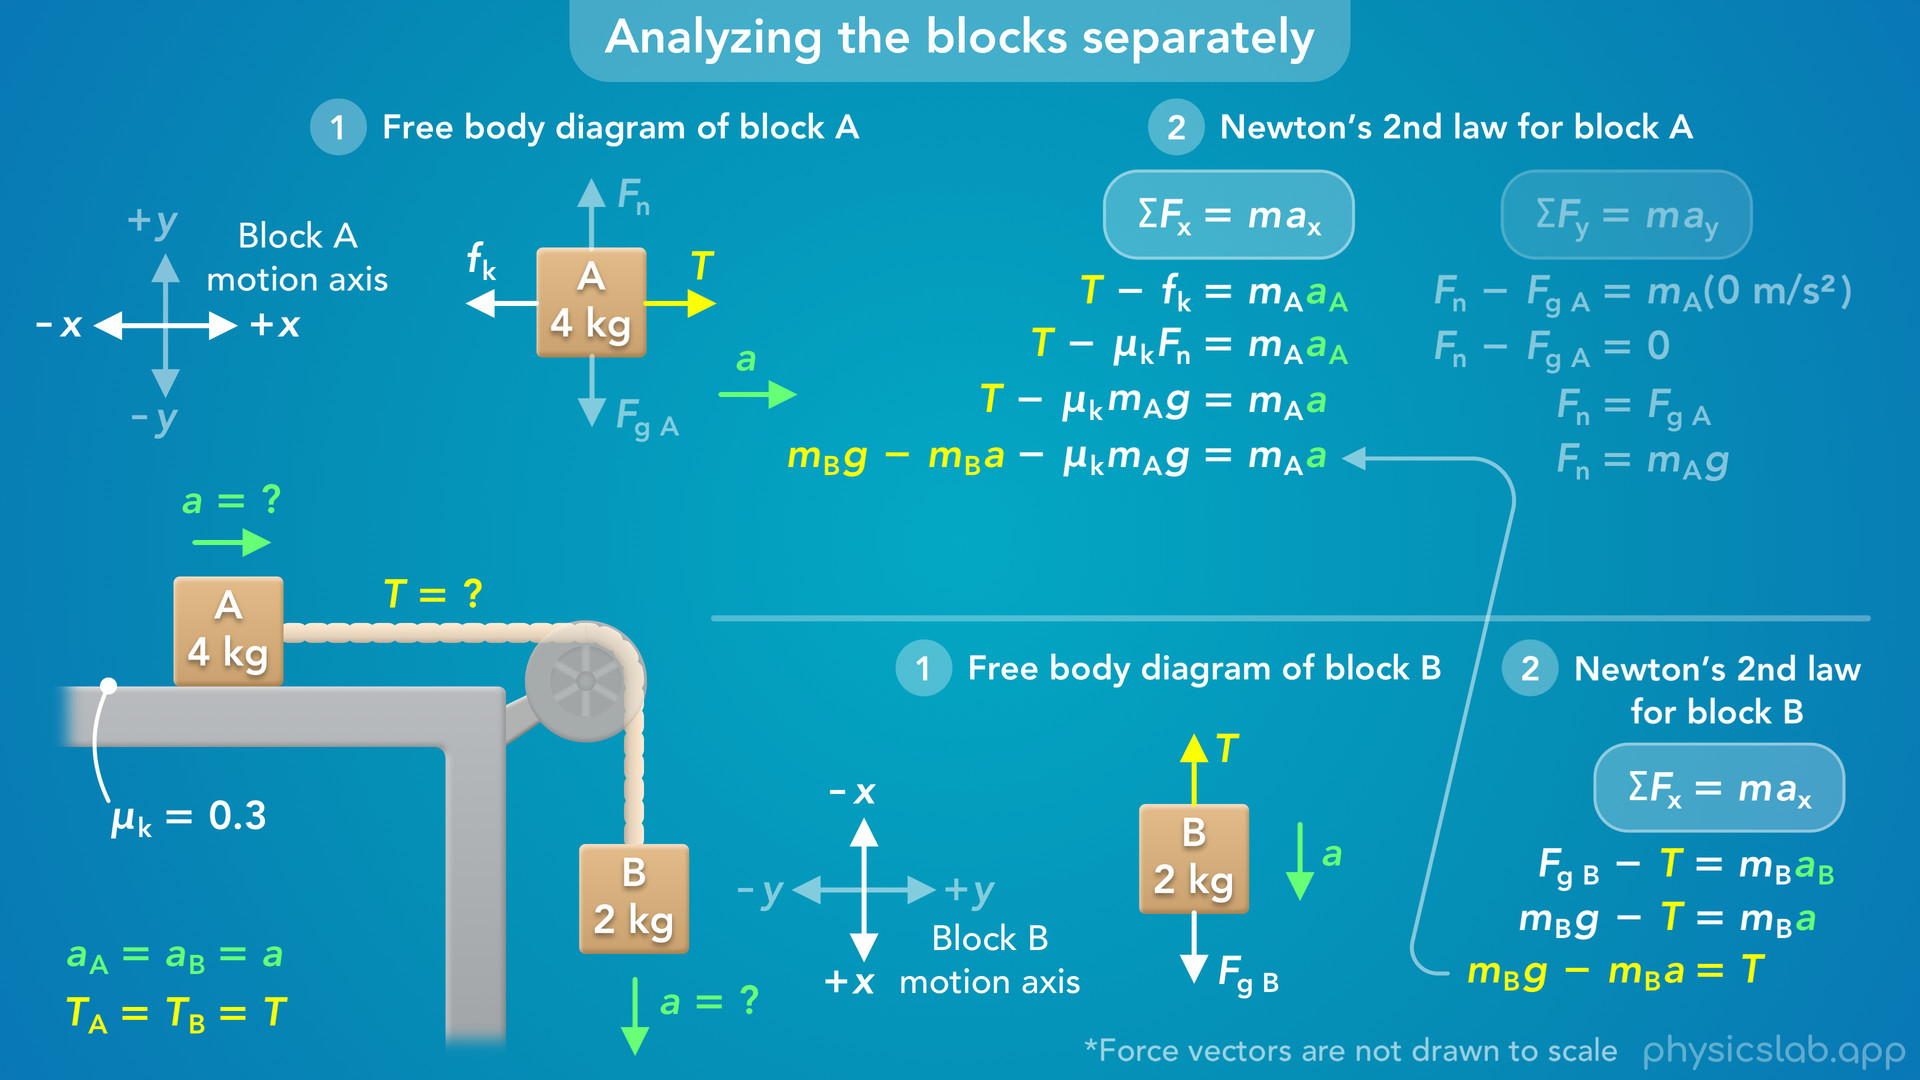 Analyzing the blocks separately
1 Free body diagram of block A
+y
Block A
motion axis
-x
+x
-y
Fn
fk
T
A
4 kg
Fg A
a
2 Newton's 2nd law for block A
ΣFx = max
T − fk = mAaA
T − μkFn = mAaA
T − μkmAg = mAa
mBg − mBa − μkmAg = mAa
ΣFy = may
Fn − Fg A = mA(0 m/s²)
Fn − Fg A = 0
Fn = Fg A
Fn = mAg
a = ?
A
4 kg
T = ?
μk = 0.3
B
2 kg
a = ?
aA = aB = a
TA = TB = T
1 Free body diagram of block B
-x
-y
+y
+x
Block B
motion axis
T
B
2 kg
a
Fg B
2 Newton's 2nd law
for block B
ΣFx = max
Fg B − T = mBaB
mBg − T = mBa
mBg − mBa = T
*Force vectors are not drawn to scale
physicslab.app